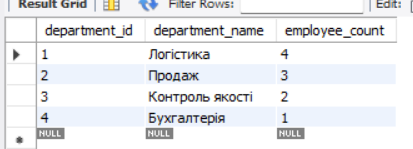 Result Grid Filter Rows: Edit:
department_id department_name employee_count
1 Логістика 4
2 Продаж 3
3 Контроль якості 2
4 Бухгалтерія 1
NULL NULL NULL